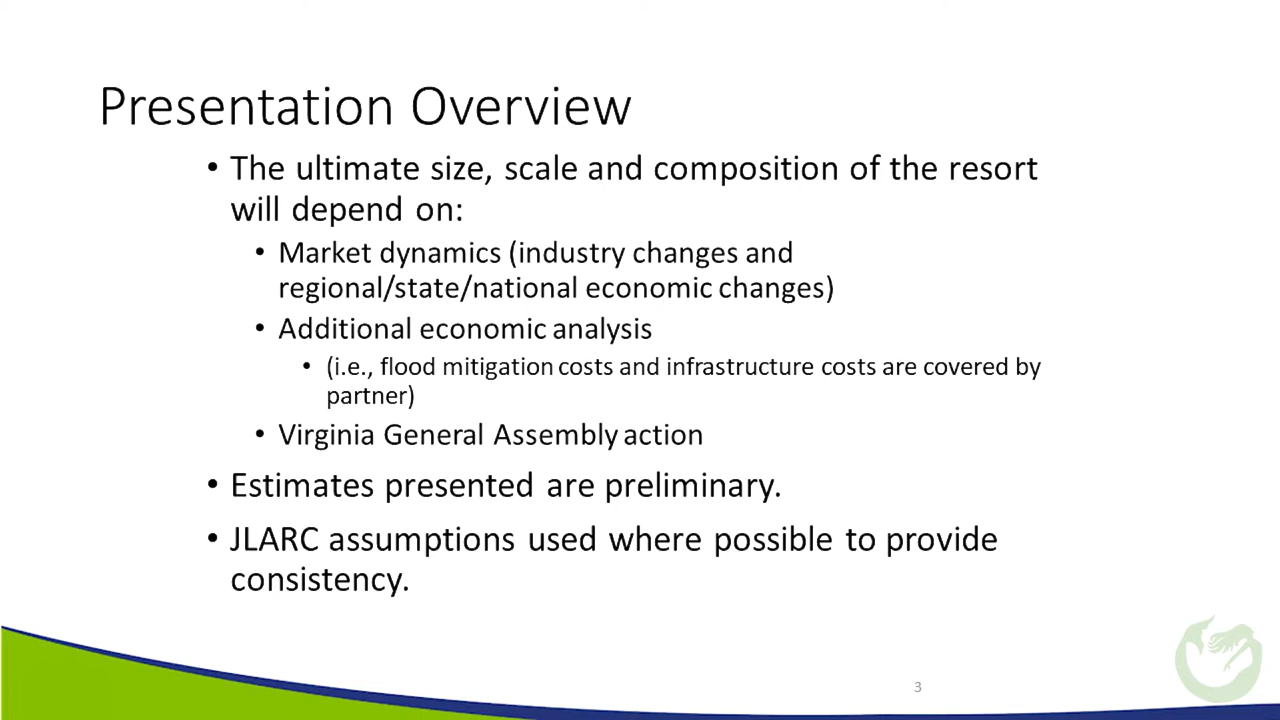 Presentation Overview
• The ultimate size, scale and composition of the resort
will depend on:
• Market dynamics (industry changes and
regional/state/national economic changes)
• Additional economic analysis
• (i.e., flood mitigation costs and infrastructure costs are covered by
partner)
• Virginia General Assembly action
• Estimates presented are preliminary.
• JLARC assumptions used where possible to provide
consistency.
3